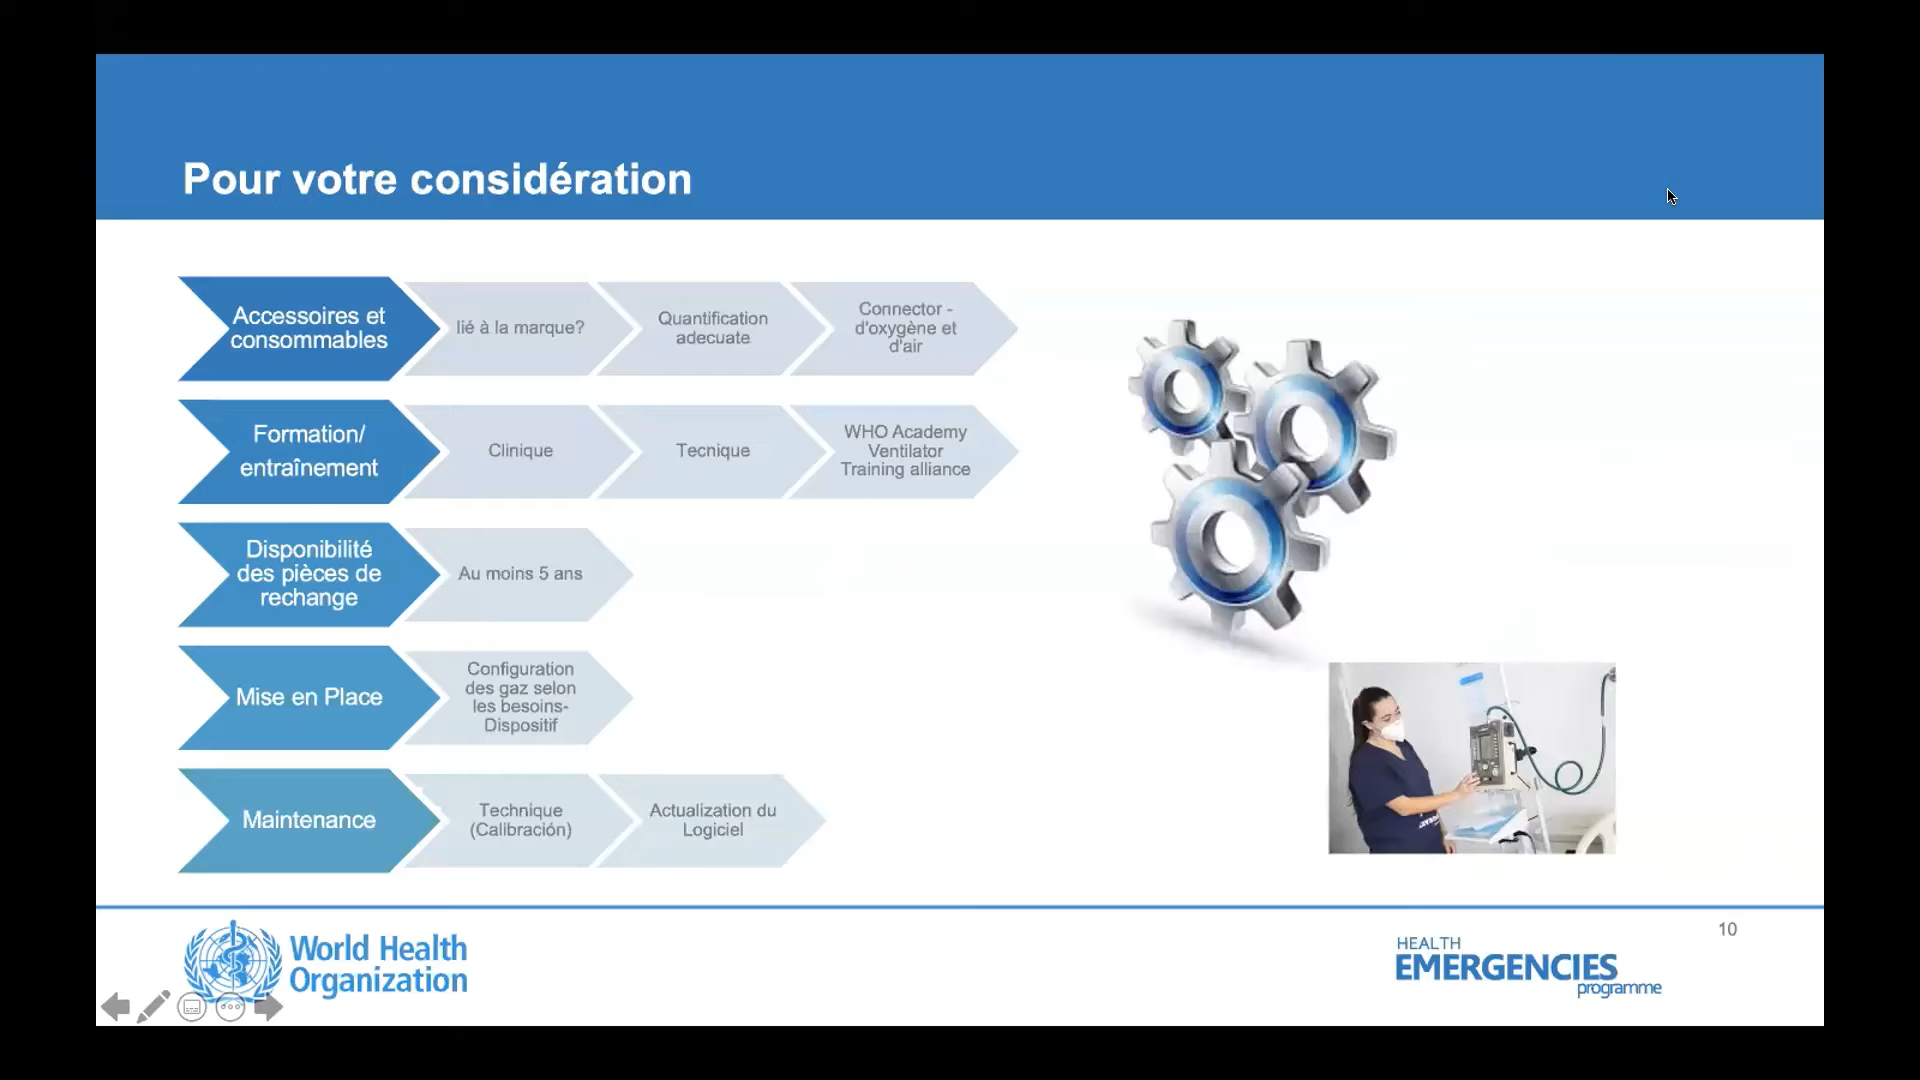 Pour votre considération
Accessoires et
consommables
lié à la marque?
Quantification
adecuate
Connector -
d'oxygène et
d'air
Formation/
entraînement
Clinique
Tecnique
WHO Academy
Ventilator
Training alliance
Disponibilité
des pièces de
rechange
Au moins 5 ans
Mise en Place
Configuration
des gaz selon
les besoins-
Dispositif
Maintenance
Technique
(Calibración)
Actualization du
Logiciel
World Health
Organization
HEALTH
EMERGENCIES
programme
10